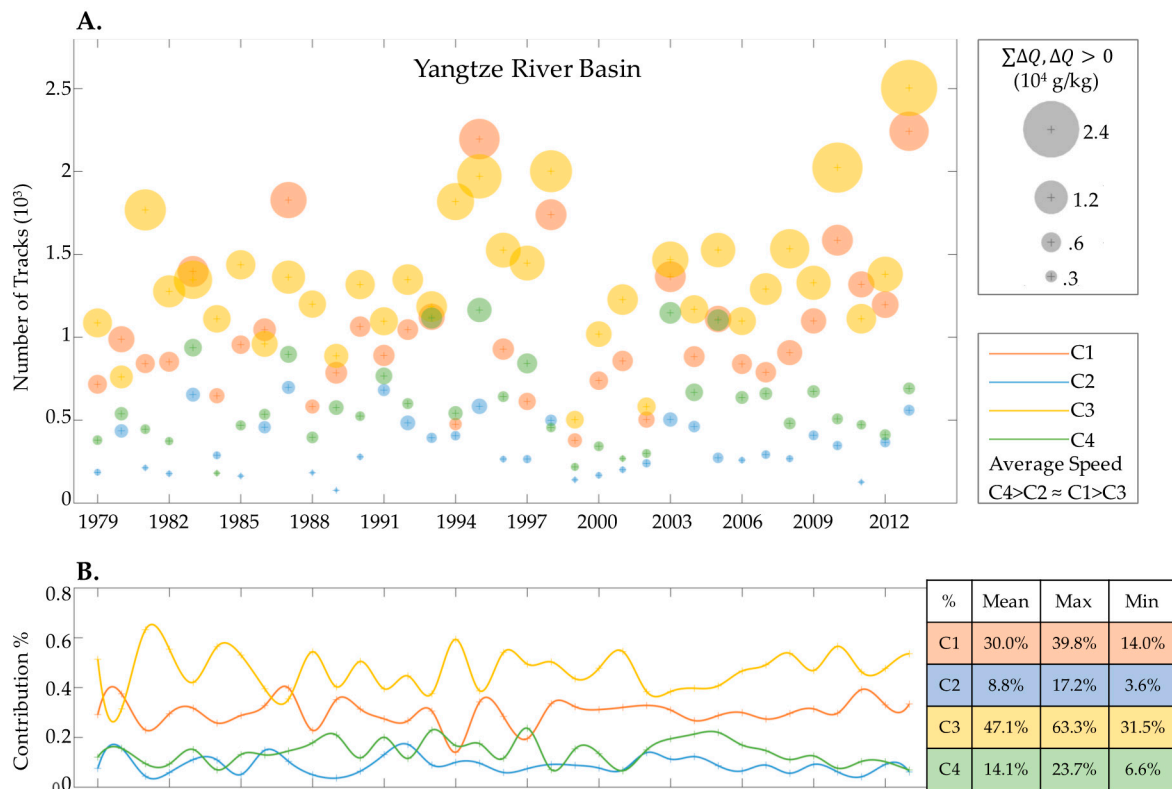 A.
Yangtze River Basin
Number of Tracks (10³)
2.5
2
1.5
1
0.5
0
1979 1982 1985 1988 1991 1994 1997 2000 2003 2006 2009 2012
∑ΔQ, ΔQ > 0
(10⁴ g/kg)
2.4
1.2
.6
.3
C1
C2
C3
C4
Average Speed
C4>C2 ≈ C1>C3
B.
Contribution %
0.8
0.6
0.4
0.2
0
% Mean Max Min
C1 30.0% 39.8% 14.0%
C2 8.8% 17.2% 3.6%
C3 47.1% 63.3% 31.5%
C4 14.1% 23.7% 6.6%